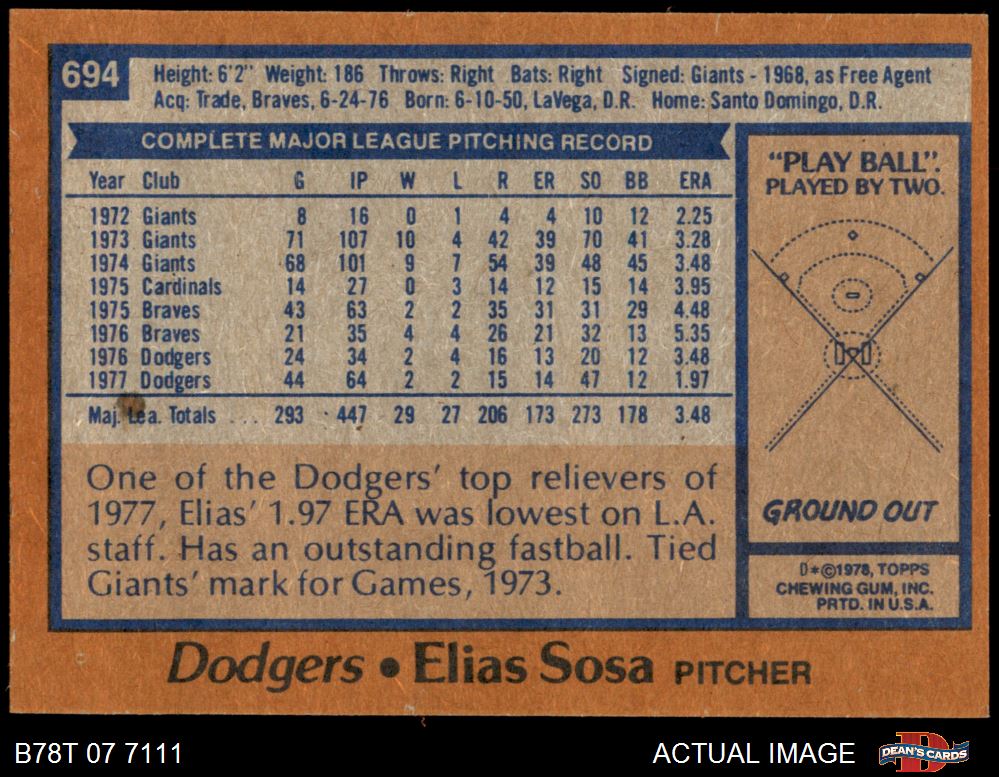 694
Height: 6'2" Weight: 186 Throws: Right Bats: Right Signed: Giants - 1968, as Free Agent
Acq: Trade, Braves, 6-24-76 Born: 6-10-50, LaVega, D.R. Home: Santo Domingo, D.R.
COMPLETE MAJOR LEAGUE PITCHING RECORD
Year Club G IP W L R ER SO BB ERA
1972 Giants 8 16 0 1 4 4 10 12 2.25
1973 Giants 71 107 10 4 42 39 70 41 3.28
1974 Giants 68 101 9 7 54 39 48 45 3.48
1975 Cardinals 14 27 0 3 14 12 15 14 3.95
1975 Braves 43 63 2 2 35 31 31 29 4.48
1976 Braves 21 35 4 4 26 21 32 13 5.35
1976 Dodgers 24 34 2 4 16 13 20 12 3.48
1977 Dodgers 44 64 2 2 15 14 47 12 1.97
Maj. Lea. Totals ... 293 447 29 27 206 173 273 178 3.48
One of the Dodgers' top relievers of
1977, Elias' 1.97 ERA was lowest on L.A.
staff. Has an outstanding fastball. Tied
Giants' mark for Games, 1973.
"PLAY BALL".
PLAYED BY TWO.
GROUND OUT
D*©1978, TOPPS
CHEWING GUM, INC.
PRTD. IN U.S.A.
Dodgers • Elias Sosa PITCHER
B78T 07 7111
ACTUAL IMAGE
DEAN'S CARDS